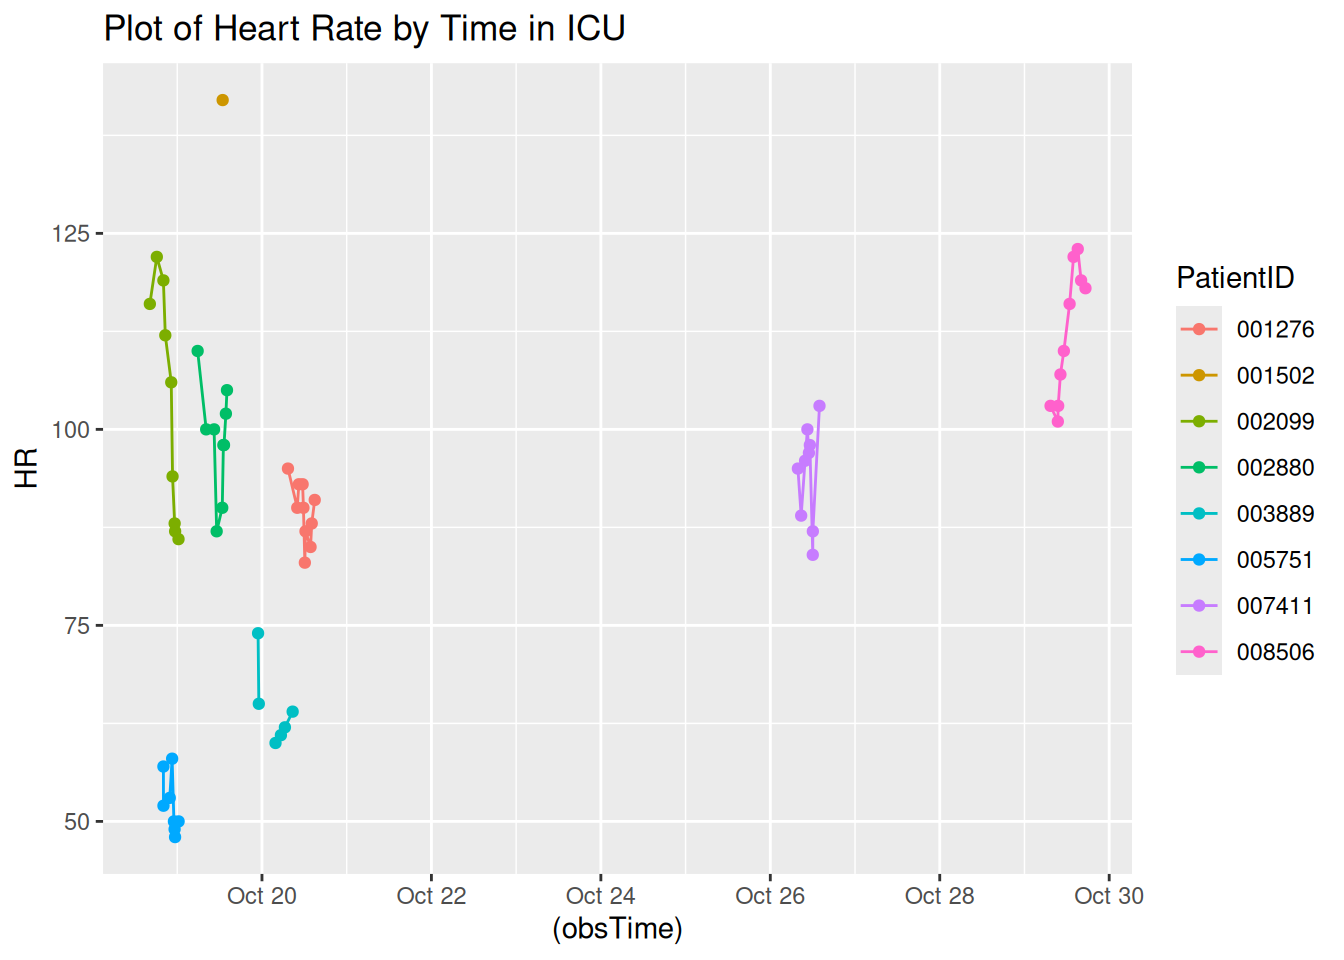 Plot of Heart Rate by Time in ICU
125
100
75
50
HR
Oct 20
Oct 22
Oct 24
Oct 26
Oct 28
Oct 30
(obsTime)
PatientID
001276
001502
002099
002880
003889
005751
007411
008506